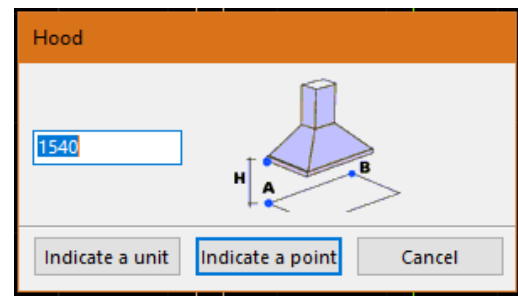 Hood
1540
H
A
B
Indicate a unit
Indicate a point
Cancel